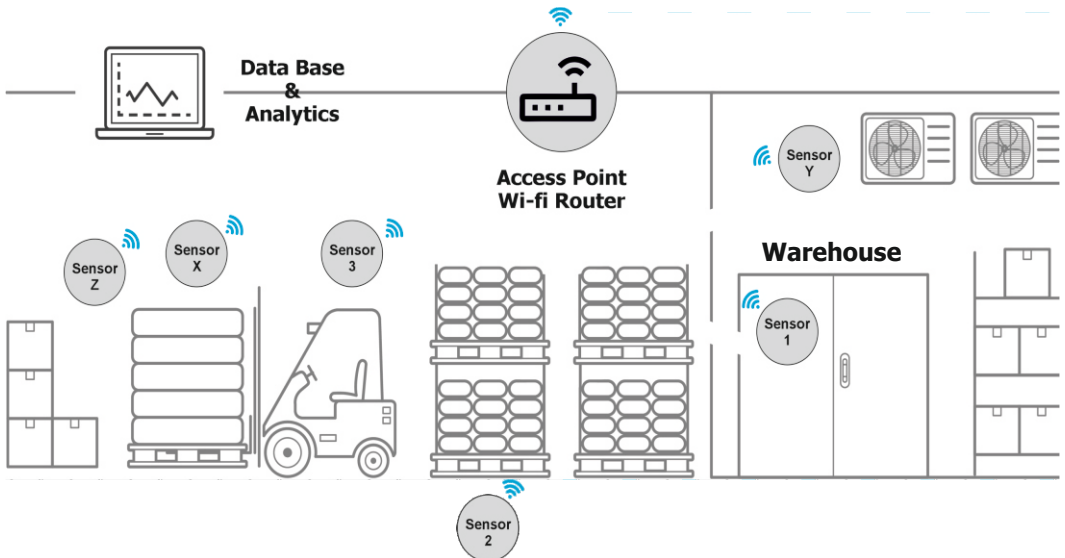 Data Base
&
Analytics
Access Point
Wi-fi Router
Sensor
Y
Sensor
Z
Sensor
X
Sensor
3
Warehouse
Sensor
1
Sensor
2